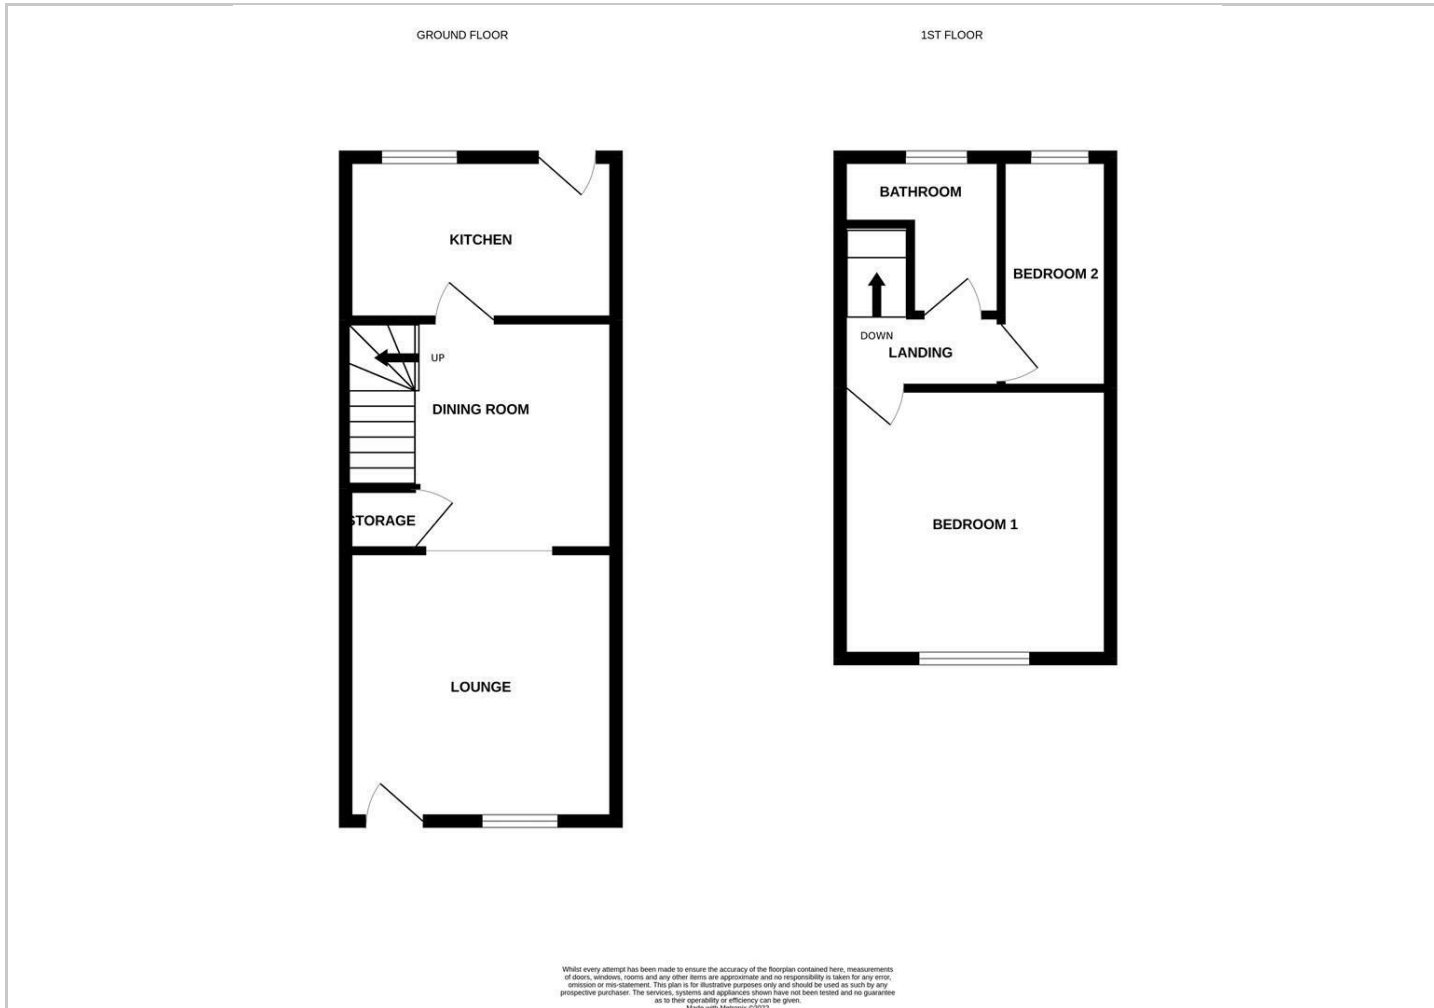 GROUND FLOOR
1ST FLOOR
KITCHEN
UP
DINING ROOM
STORAGE
LOUNGE
BATHROOM
BEDROOM 2
DOWN
LANDING
BEDROOM 1
Whilst every attempt has been made to ensure the accuracy of the floorplan contained here, measurements
of doors, windows, rooms and any other items are approximate and no responsibility is taken for any error,
omission or mis-statement. This plan is for illustrative purposes only and should be used as such by any
prospective purchaser. The services, systems and appliances shown have not been tested and no guarantee
as to their operability or efficiency can be given.
Made with Metropix ©2022